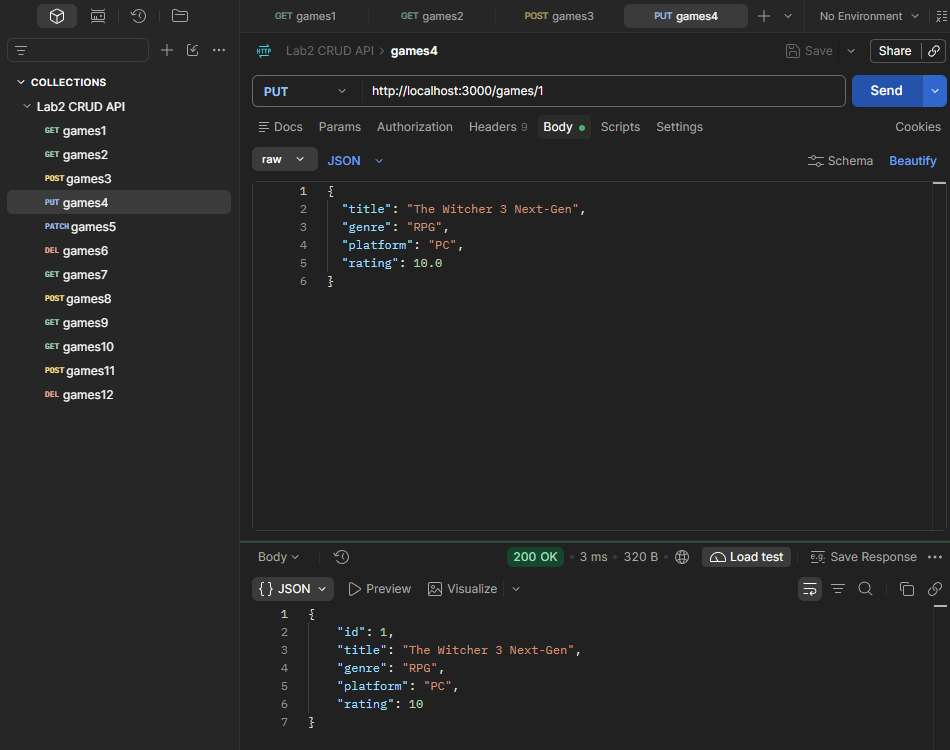 GET games1
GET games2
POST games3
PUT games4
No Environment
HTTP Lab2 CRUD API > games4
Save
Share
COLLECTIONS
Lab2 CRUD API
GET games1
GET games2
POST games3
PUT games4
PATCH games5
DEL games6
GET games7
POST games8
GET games9
GET games10
POST games11
DEL games12
PUT
http://localhost:3000/games/1
Send
Docs Params Authorization Headers 9 Body Scripts Settings Cookies
raw JSON Schema Beautify
1 {
2 "title": "The Witcher 3 Next-Gen",
3 "genre": "RPG",
4 "platform": "PC",
5 "rating": 10.0
6 }
Body 200 OK • 3 ms • 320 B • Load test e.g. Save Response
{} JSON Preview Visualize
1 {
2 "id": 1,
3 "title": "The Witcher 3 Next-Gen",
4 "genre": "RPG",
5 "platform": "PC",
6 "rating": 10
7 }